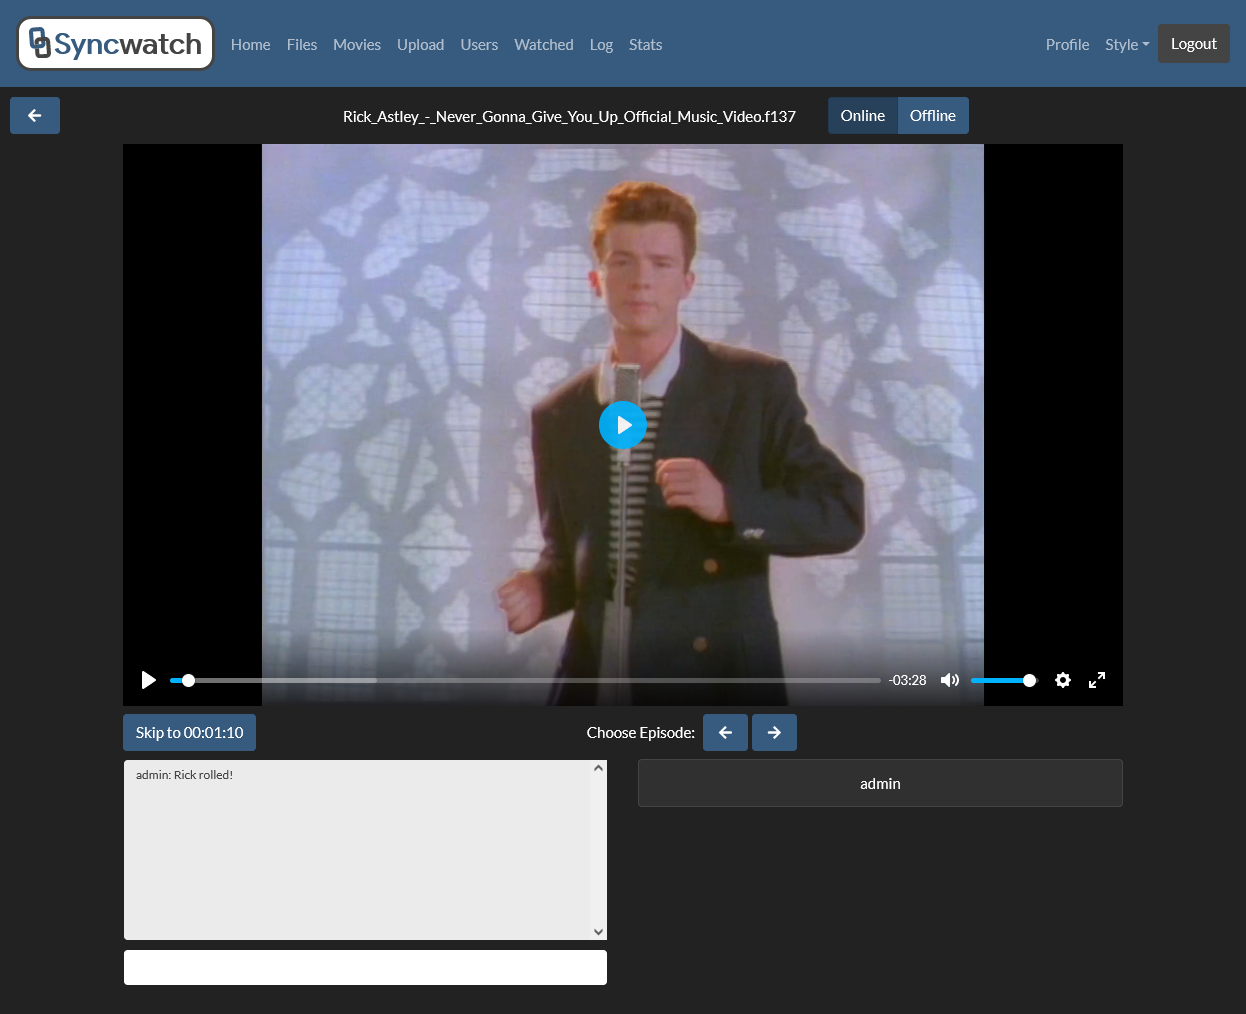 Syncwatch Home Files Movies Upload Users Watched Log Stats Profile Style Logout
Rick_Astley_-_Never_Gonna_Give_You_Up_Official_Music_Video.f137 Online Offline
-03:28
Skip to 00:01:10 Choose Episode:
admin: Rick rolled!
admin